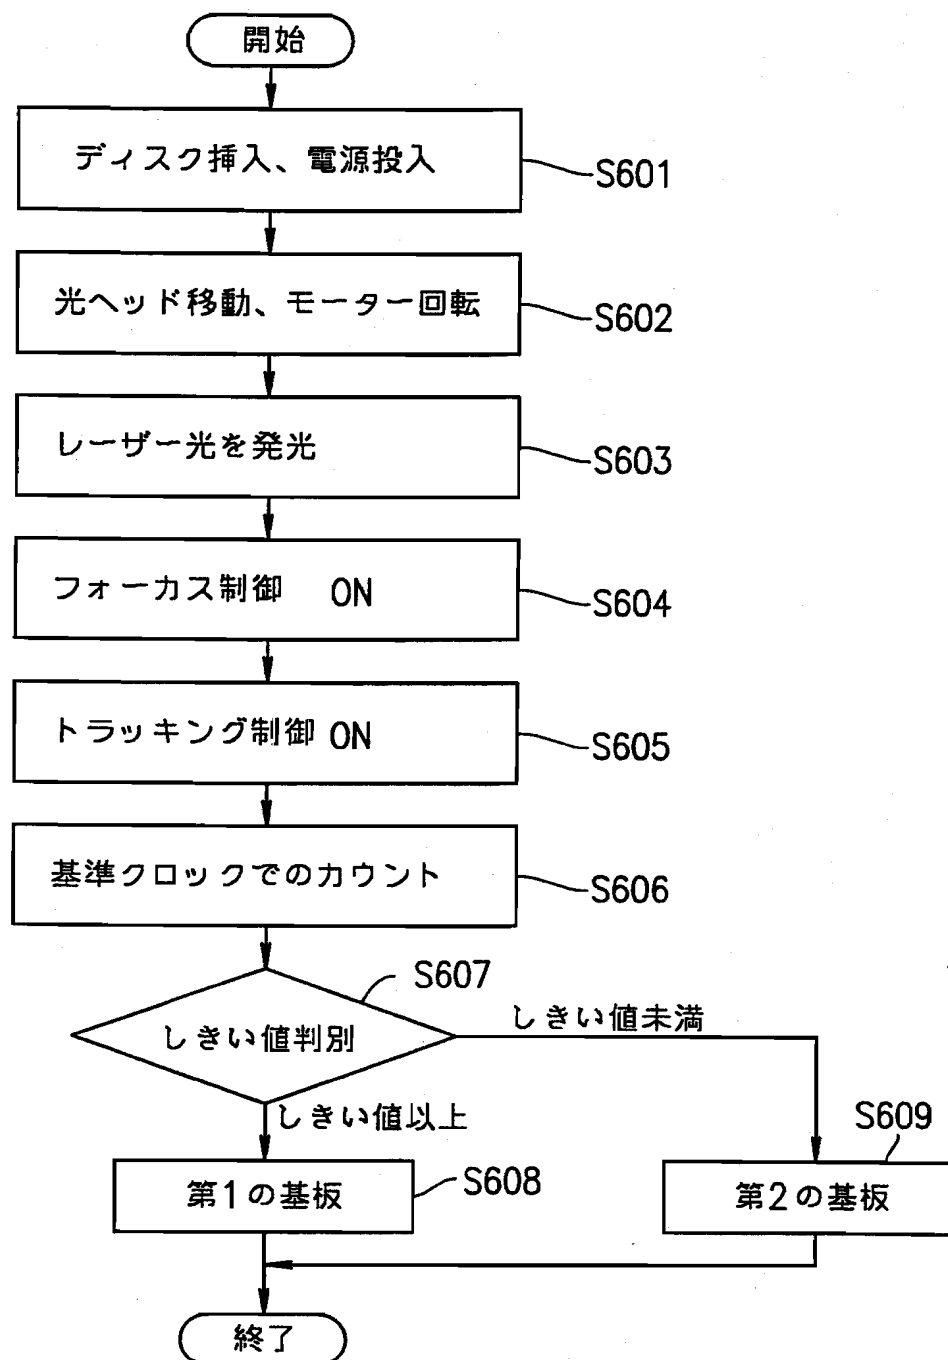 開始
ディスク挿入、電源投入
S601
光ヘッド移動、モーター回転
S602
レーザー光を発光
S603
フォーカス制御 ON
S604
トラッキング制御 ON
S605
基準クロックでのカウント
S606
S607
しきい値判別
しきい値未満
しきい値以上
S609
第1の基板
S608
第2の基板
終了